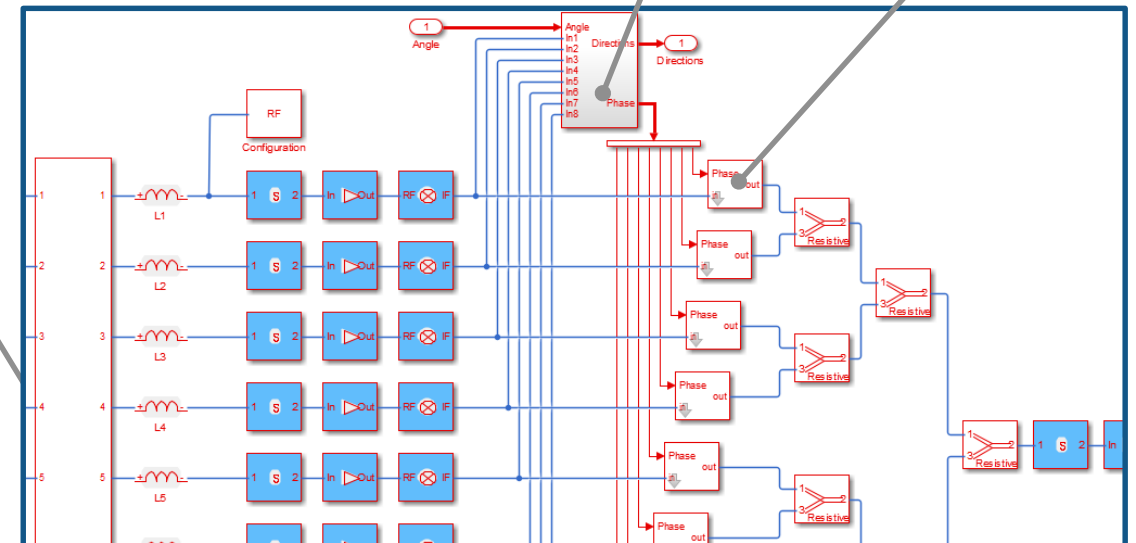 1
Angle
Angle
In1
In2
In3
In4
In5
In6
In7
In8
Directions
Phase
1
Directions
RF
Configuration
1 1 + - L1 1 S 2 In Out RF IF Phase out
2 2 + - L2 1 S 2 In Out RF IF Phase out
1 2 3 Resistive
3 3 + - L3 1 S 2 In Out RF IF Phase out
1 2 3 Resistive
1 2 3 Resistive
4 4 + - L4 1 S 2 In Out RF IF Phase out
5 5 + - L5 1 S 2 In Out RF IF Phase out
1 2 3 Resistive
1 S 2 In
1 2 3 Resistive
Phase out